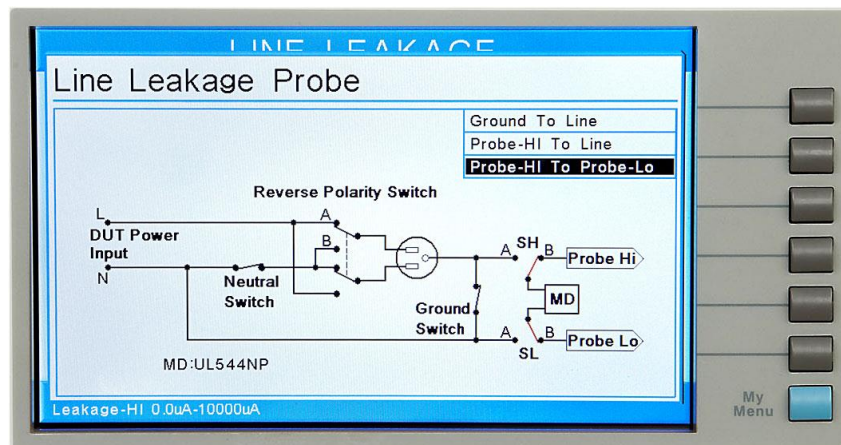 LINE LEAKAGE
Line Leakage Probe
Ground To Line
Probe-HI To Line
Probe-HI To Probe-Lo
Reverse Polarity Switch
L
A
DUT Power
Input
B
N
Neutral
Switch
Ground
Switch
A
SH
B
Probe Hi
MD
A
SL
B
Probe Lo
MD:UL544NP
Leakage-HI 0.0uA-10000uA
My
Menu